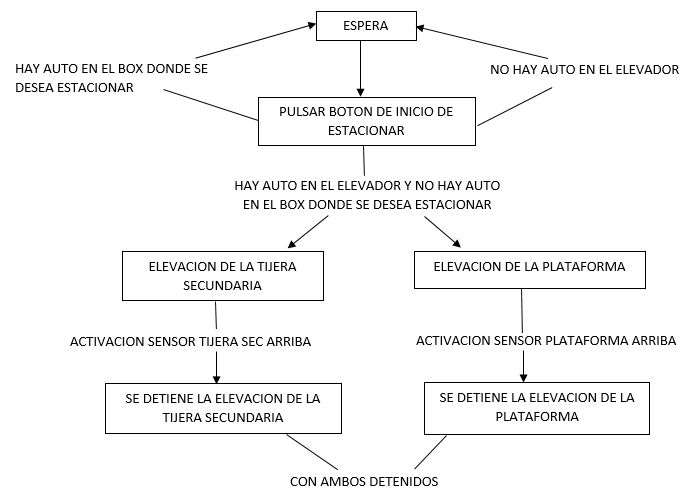 ESPERA
HAY AUTO EN EL BOX DONDE SE
DESEA ESTACIONAR
NO HAY AUTO EN EL ELEVADOR
PULSAR BOTON DE INICIO DE
ESTACIONAR
HAY AUTO EN EL ELEVADOR Y NO HAY AUTO
EN EL BOX DONDE SE DESEA ESTACIONAR
ELEVACION DE LA TIJERA
SECUNDARIA
ELEVACION DE LA PLATAFORMA
ACTIVACION SENSOR TIJERA SEC ARRIBA
ACTIVACION SENSOR PLATAFORMA ARRIBA
SE DETIENE LA ELEVACION DE LA
TIJERA SECUNDARIA
SE DETIENE LA ELEVACION DE LA
PLATAFORMA
CON AMBOS DETENIDOS